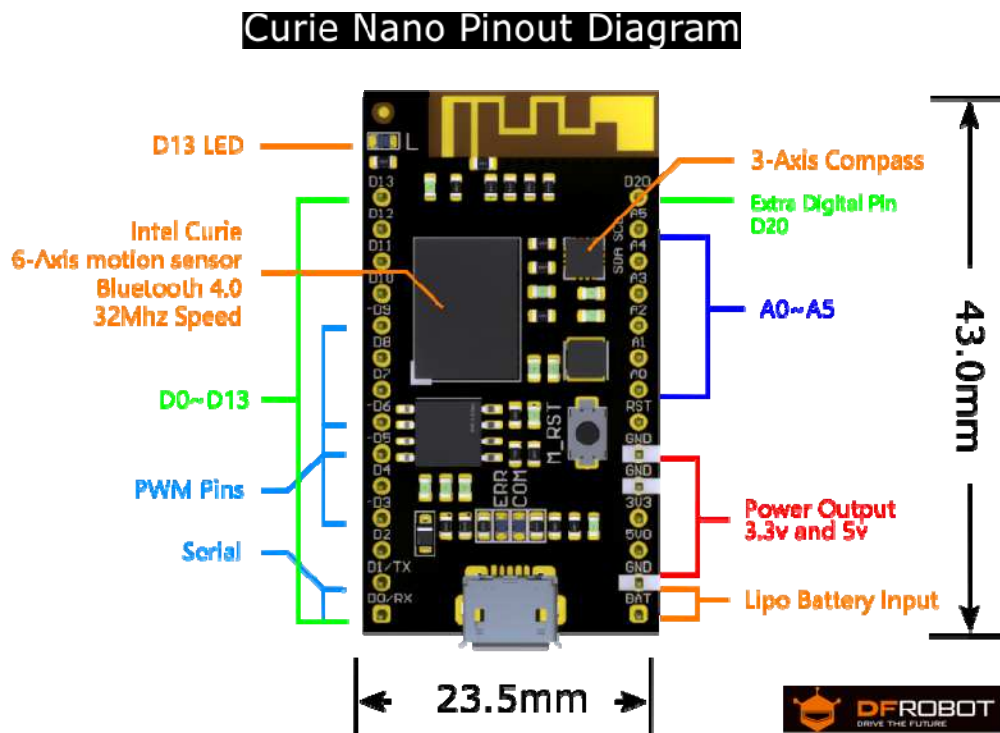 Curie Nano Pinout Diagram
D13 LED
L
3-Axis Compass
D13
D20
Extra Digital Pin
D20
D12
A5
SDA SCL
Intel Curie
6-Axis motion sensor
Bluetooth 4.0
32Mhz Speed
D11
A4
D10
A3
~D9
A2
A0~A5
D8
A1
D7
A0
43.0mm
D0~D13
~D6
RST
M_RST
~D5
GND
D4
GND
PWM Pins
ERR
COM
~D3
3V3
Power Output
3.3v and 5v
D2
5V0
Serial
D1/TX
GND
D0/RX
BAT
Lipo Battery Input
23.5mm
DFROBOT
DRIVE THE FUTURE